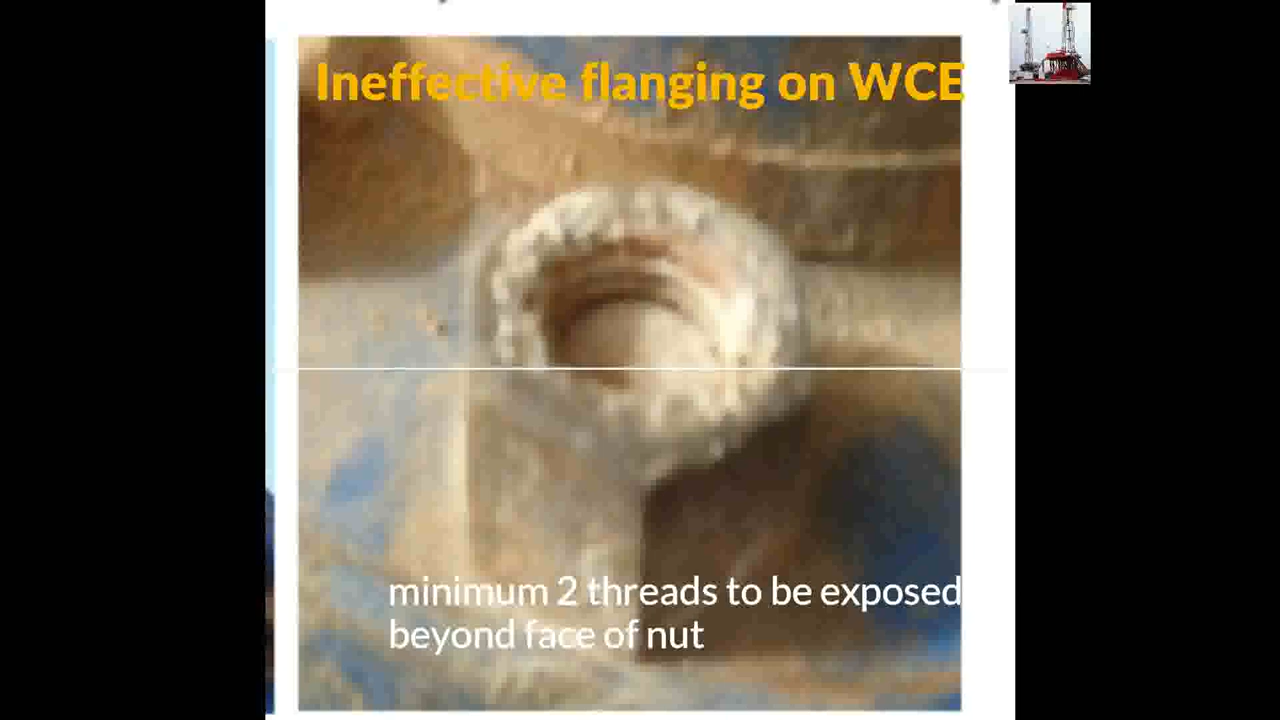 Ineffective flanging on WCE
minimum 2 threads to be exposed
beyond face of nut